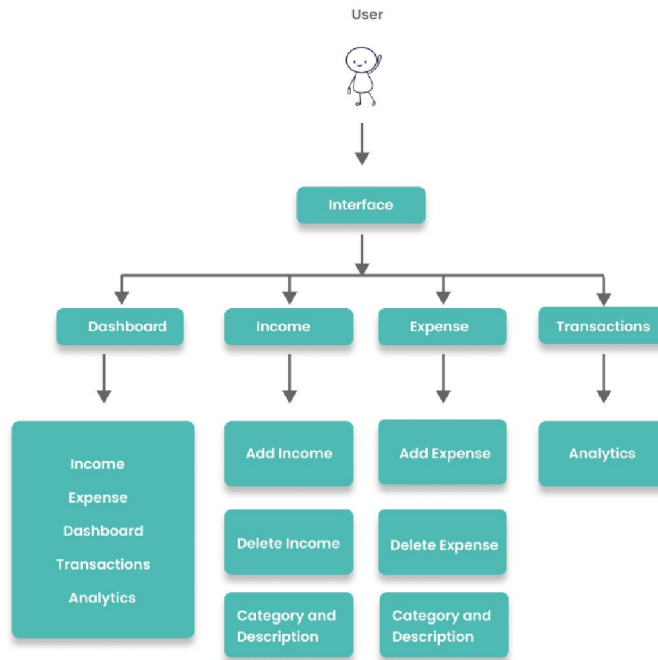 User
Interface
Dashboard
Income
Expense
Transactions
Income
Expense
Dashboard
Transactions
Analytics
Add Income
Delete Income
Category and
Description
Add Expense
Delete Expense
Category and
Description
Analytics